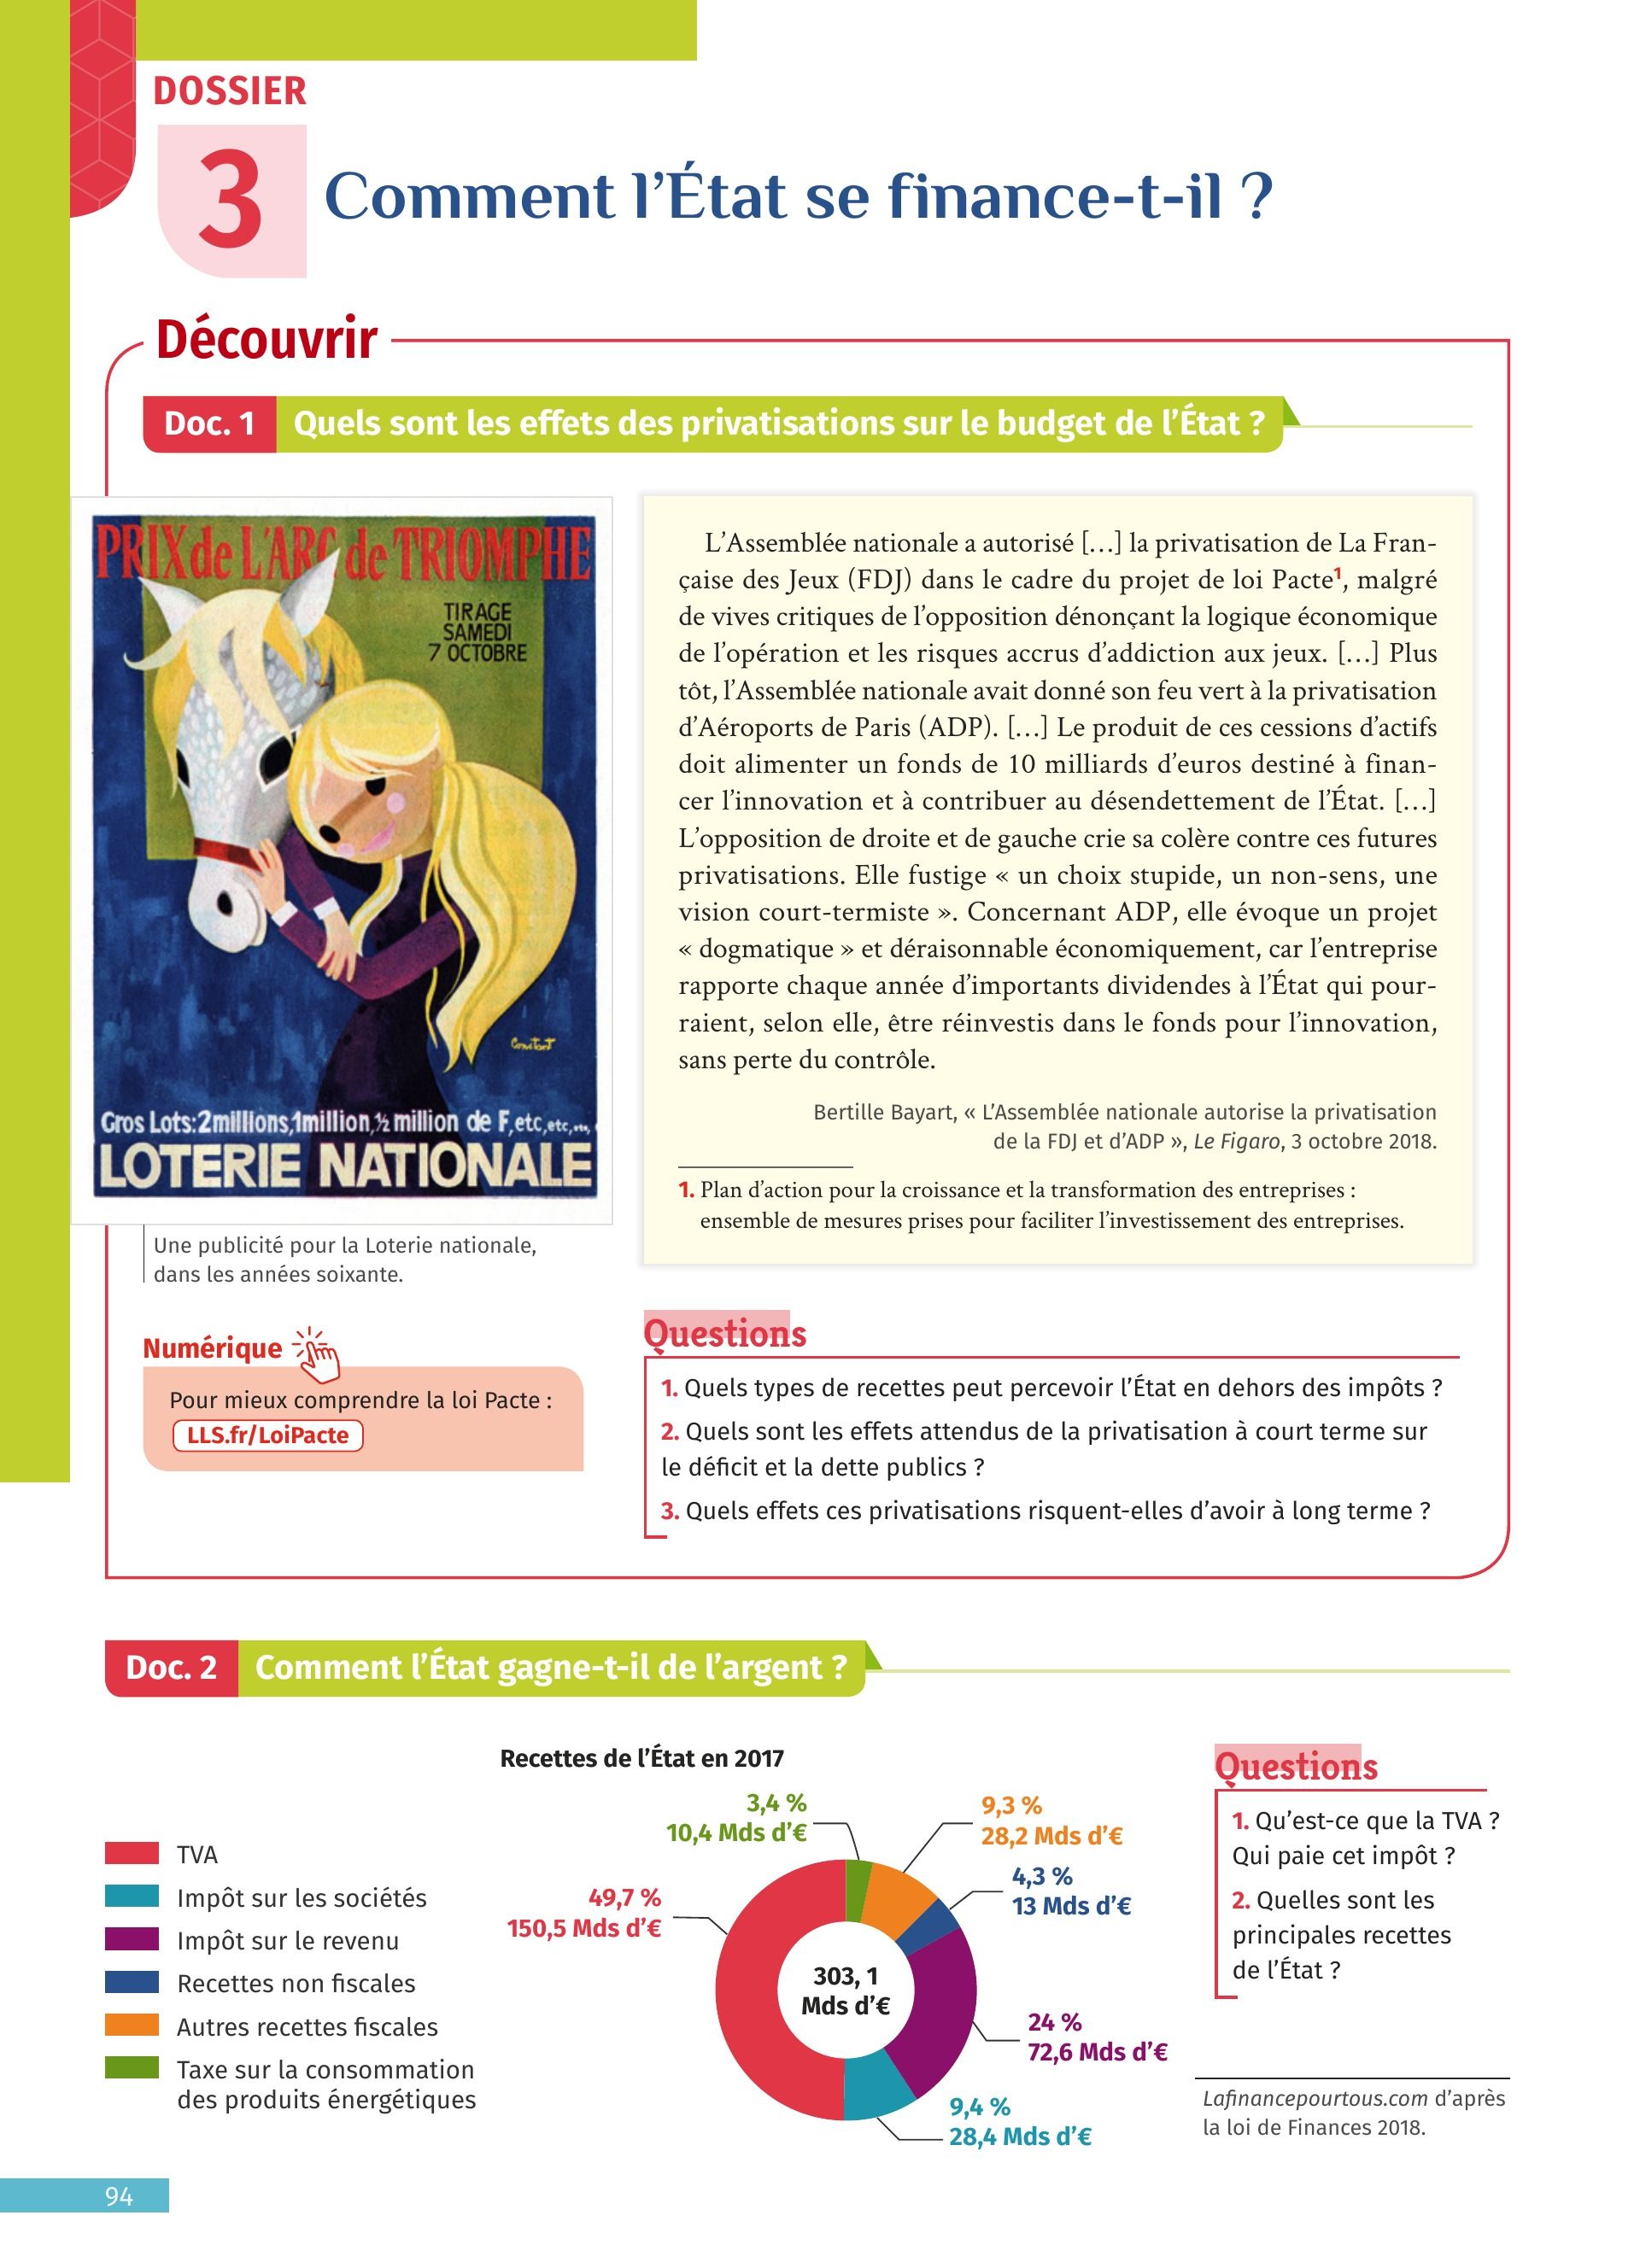 DOSSIER
3
Comment l’État se finance-t-il ?
Découvrir
Doc. 1
Quels sont les effets des privatisations sur le budget de l’État ?
PRIX de L’ARC de TRIOMPHE
TIRAGE
SAMEDI
7 OCTOBRE
Constant
Gros Lots:2millions,1million,½ million de F,etc,etc...,
LOTERIE NATIONALE
Une publicité pour la Loterie nationale,
dans les années soixante.
Numérique
Pour mieux comprendre la loi Pacte :
LLS.fr/LoiPacte
L’Assemblée nationale a autorisé […] la privatisation de La Fran-
çaise des Jeux (FDJ) dans le cadre du projet de loi Pacte1, malgré
de vives critiques de l’opposition dénonçant la logique économique
de l’opération et les risques accrus d’addiction aux jeux. […] Plus
tôt, l’Assemblée nationale avait donné son feu vert à la privatisation
d’Aéroports de Paris (ADP). […] Le produit de ces cessions d’actifs
doit alimenter un fonds de 10 milliards d’euros destiné à finan-
cer l’innovation et à contribuer au désendettement de l’État. […]
L’opposition de droite et de gauche crie sa colère contre ces futures
privatisations. Elle fustige « un choix stupide, un non-sens, une
vision court-termiste ». Concernant ADP, elle évoque un projet
« dogmatique » et déraisonnable économiquement, car l’entreprise
rapporte chaque année d’importants dividendes à l’État qui pour-
raient, selon elle, être réinvestis dans le fonds pour l’innovation,
sans perte du contrôle.
Bertille Bayart, « L’Assemblée nationale autorise la privatisation
de la FDJ et d’ADP », Le Figaro, 3 octobre 2018.
1. Plan d’action pour la croissance et la transformation des entreprises :
ensemble de mesures prises pour faciliter l’investissement des entreprises.
Questions
1. Quels types de recettes peut percevoir l’État en dehors des impôts ?
2. Quels sont les effets attendus de la privatisation à court terme sur
le déficit et la dette publics ?
3. Quels effets ces privatisations risquent-elles d’avoir à long terme ?
Doc. 2
Comment l’État gagne-t-il de l’argent ?
Recettes de l’État en 2017
TVA
Impôt sur les sociétés
Impôt sur le revenu
Recettes non fiscales
Autres recettes fiscales
Taxe sur la consommation
des produits énergétiques
3,4 %
10,4 Mds d’€
9,3 %
28,2 Mds d’€
4,3 %
13 Mds d’€
49,7 %
150,5 Mds d’€
303, 1
Mds d’€
24 %
72,6 Mds d’€
9,4 %
28,4 Mds d’€
Questions
1. Qu’est-ce que la TVA ?
Qui paie cet impôt ?
2. Quelles sont les
principales recettes
de l’État ?
Lafinancepourtous.com d’après
la loi de Finances 2018.
94